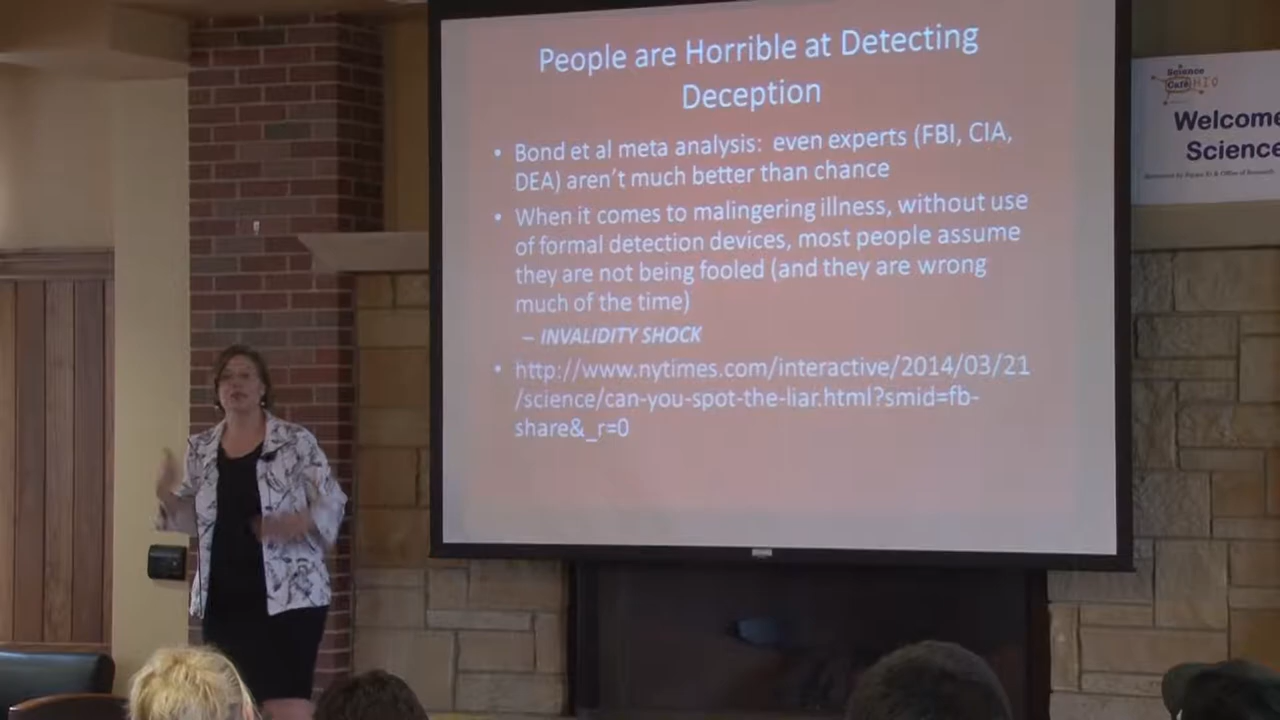 People are Horrible at Detecting
Deception
• Bond et al meta analysis: even experts (FBI, CIA,
DEA) aren't much better than chance
• When it comes to malingering illness, without use
of formal detection devices, most people assume
they are not being fooled (and they are wrong
much of the time)
– INVALIDITY SHOCK
• http://www.nytimes.com/interactive/2014/03/21
/science/can-you-spot-the-liar.html?smid=fb-
share&_r=0
Science
Café OHIO
Welcome
Science